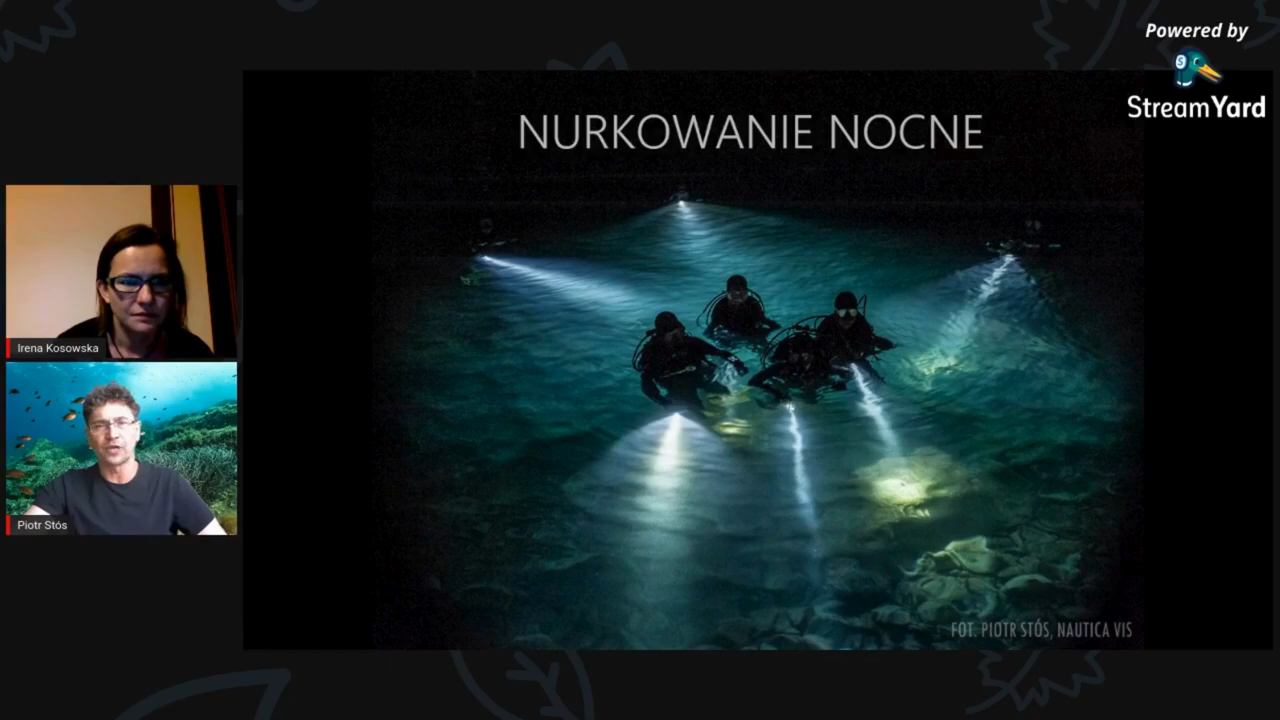 Powered by
StreamYard
NURKOWANIE NOCNE
Irena Kosowska
Piotr Stós
FOT. PIOTR STÓS, NAUTICA VIS